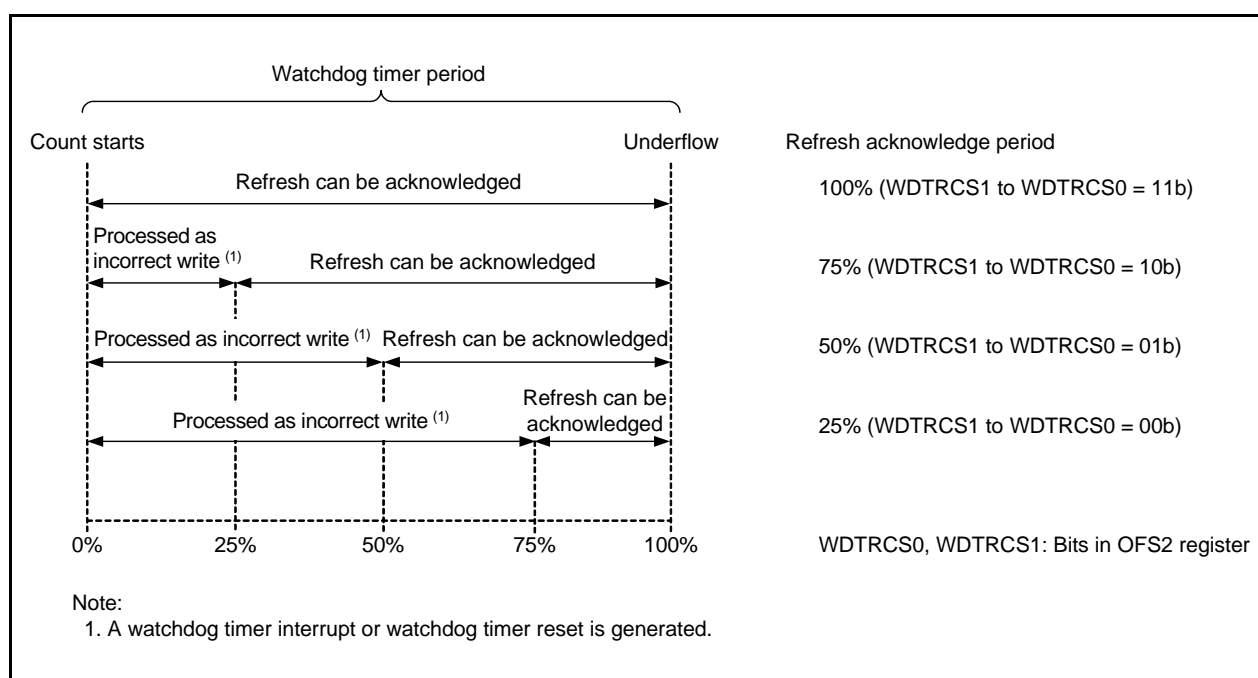 Watchdog timer period
Count starts
Underflow
Refresh acknowledge period
Refresh can be acknowledged
100% (WDTRCS1 to WDTRCS0 = 11b)
Processed as
incorrect write (1)
Refresh can be acknowledged
75% (WDTRCS1 to WDTRCS0 = 10b)
Processed as incorrect write (1)
Refresh can be acknowledged
50% (WDTRCS1 to WDTRCS0 = 01b)
Processed as incorrect write (1)
Refresh can be
acknowledged
25% (WDTRCS1 to WDTRCS0 = 00b)
0%
25%
50%
75%
100%
WDTRCS0, WDTRCS1: Bits in OFS2 register
Note:
1. A watchdog timer interrupt or watchdog timer reset is generated.